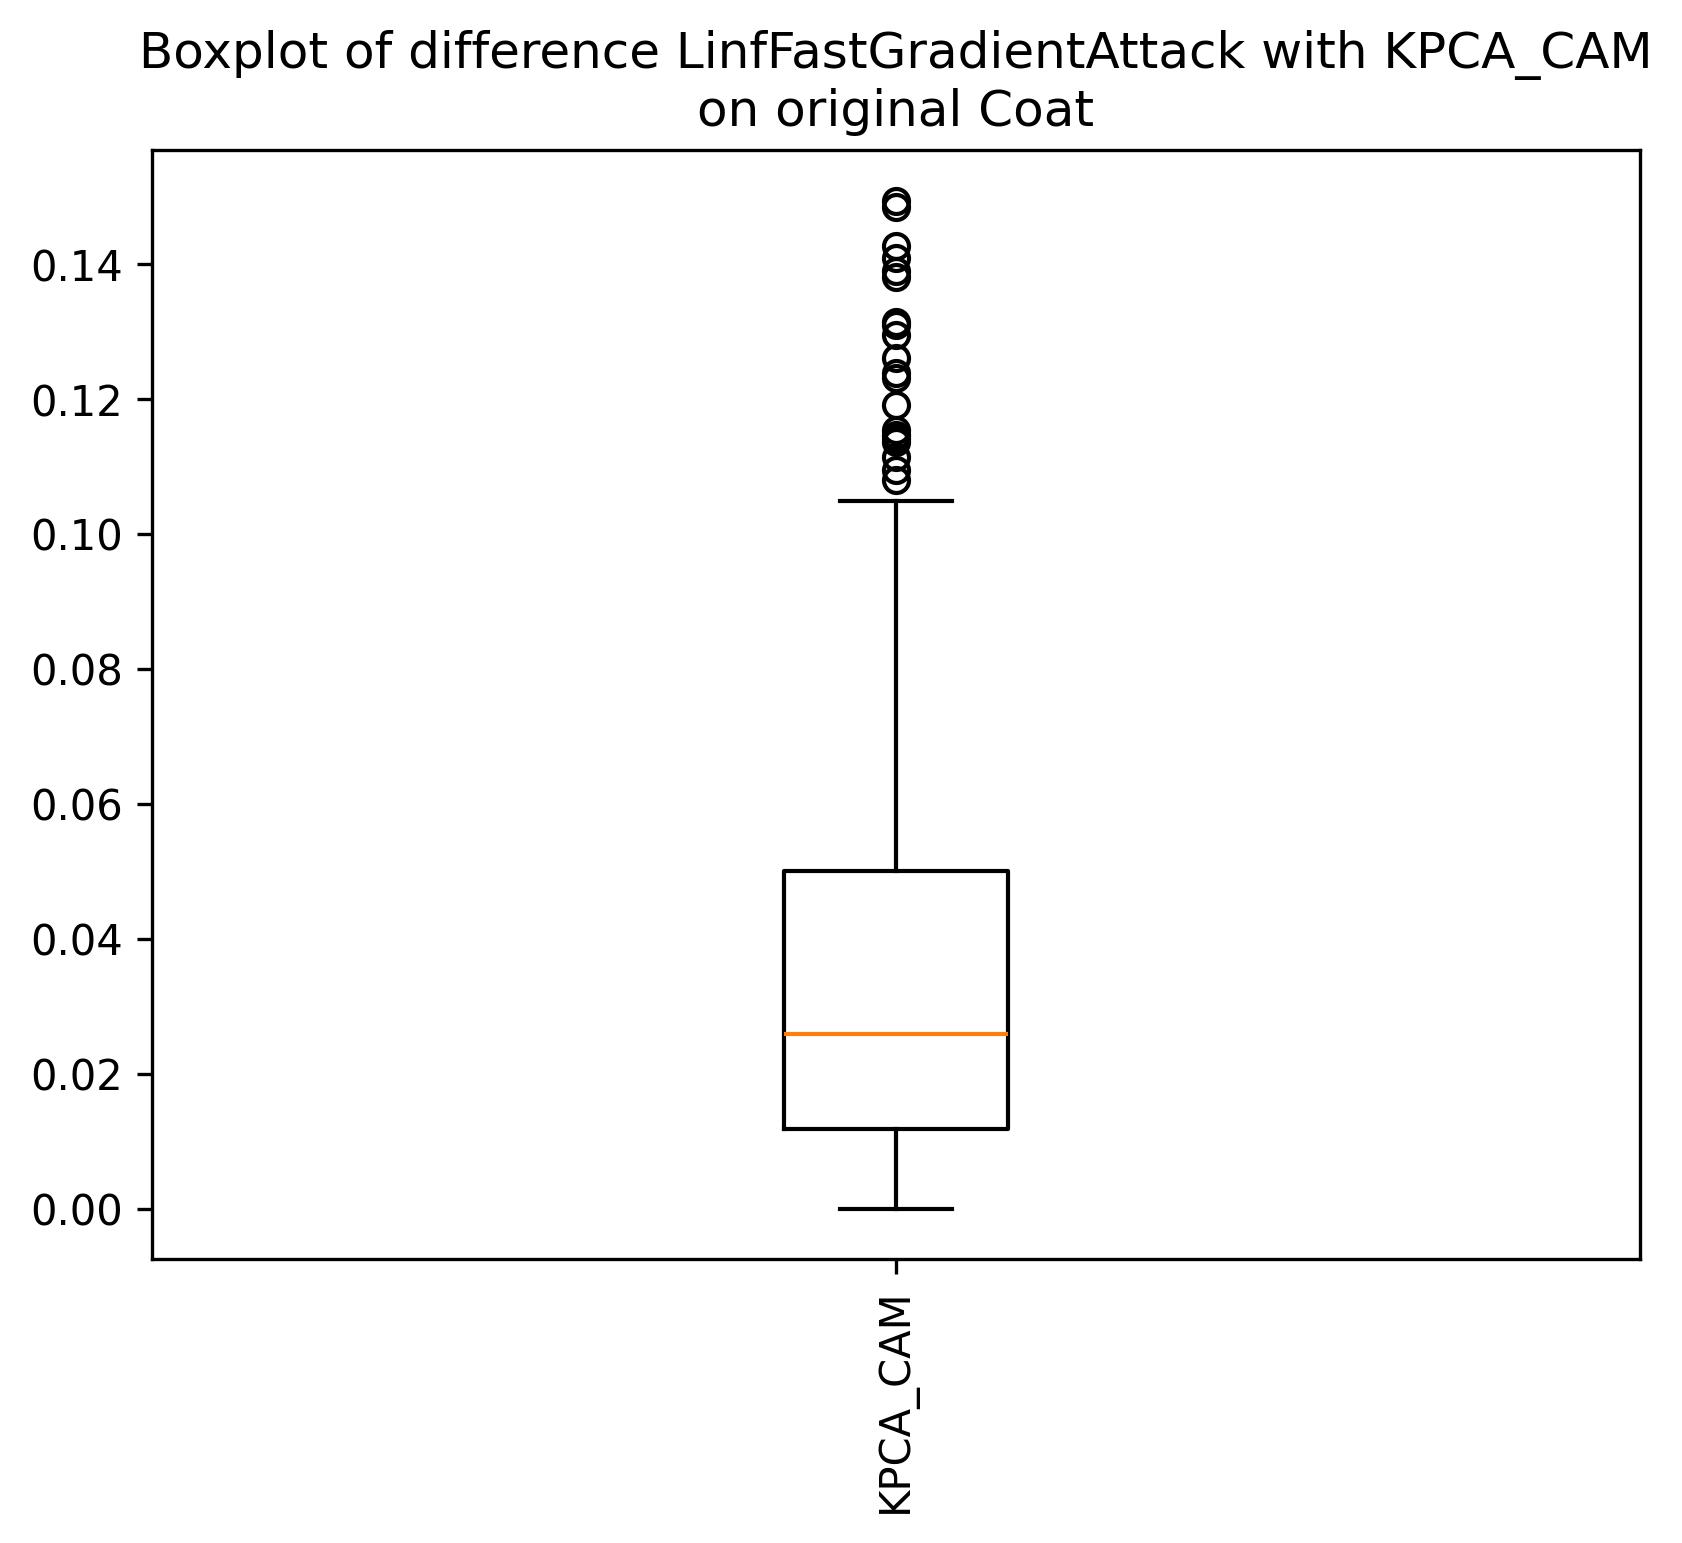 Boxplot of difference LinfFastGradientAttack with KPCA_CAM
on original Coat
0.14
0.12
0.10
0.08
0.06
0.04
0.02
0.00
KPCA_CAM